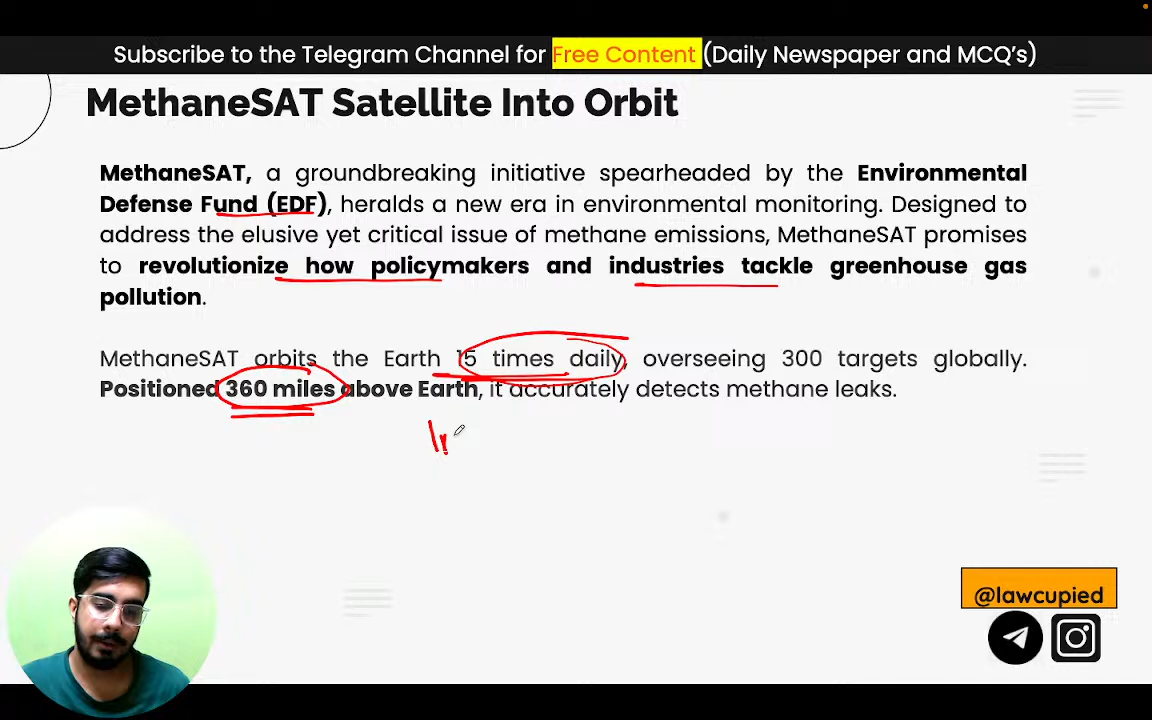 Subscribe to the Telegram Channel for Free Content (Daily Newspaper and MCQ's)
MethaneSAT Satellite Into Orbit
MethaneSAT, a groundbreaking initiative spearheaded by the Environmental
Defense Fund (EDF), heralds a new era in environmental monitoring. Designed to
address the elusive yet critical issue of methane emissions, MethaneSAT promises
to revolutionize how policymakers and industries tackle greenhouse gas
pollution.
MethaneSAT orbits the Earth 15 times daily, overseeing 300 targets globally.
Positioned 360 miles above Earth, it accurately detects methane leaks.
@lawcupied